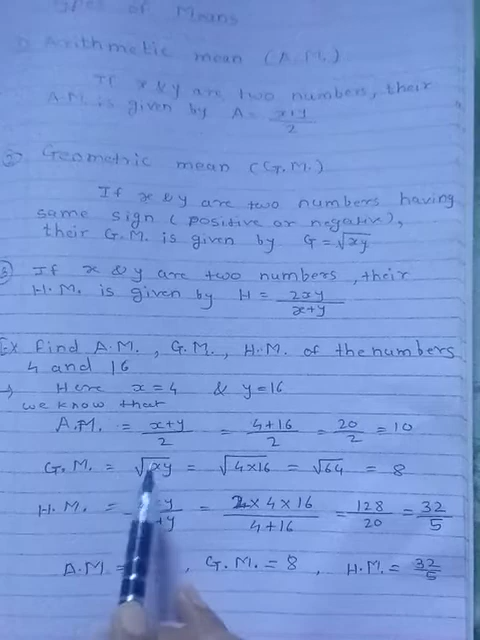 Types of Means
1) Arithmetic mean (A.M.)
If x & y are two numbers, their
A.M. is given by A = x+y/2
2) Geometric mean (G.M.)
If x & y are two numbers having
same sign (positive or negative),
their G.M. is given by G = √xy
3) If x & y are two numbers, their
H.M. is given by H = 2xy/x+y
Ex Find A.M., G.M., H.M. of the numbers
4 and 16
→ Here x = 4 & y = 16
we know that
A.M. = x+y/2 = 4+16/2 = 20/2 = 10
G.M. = √xy = √4×16 = √64 = 8
H.M. = y/+y = 2×4×16/4+16 = 128/20 = 32/5
A.M. = , G.M. = 8, H.M. = 32/5